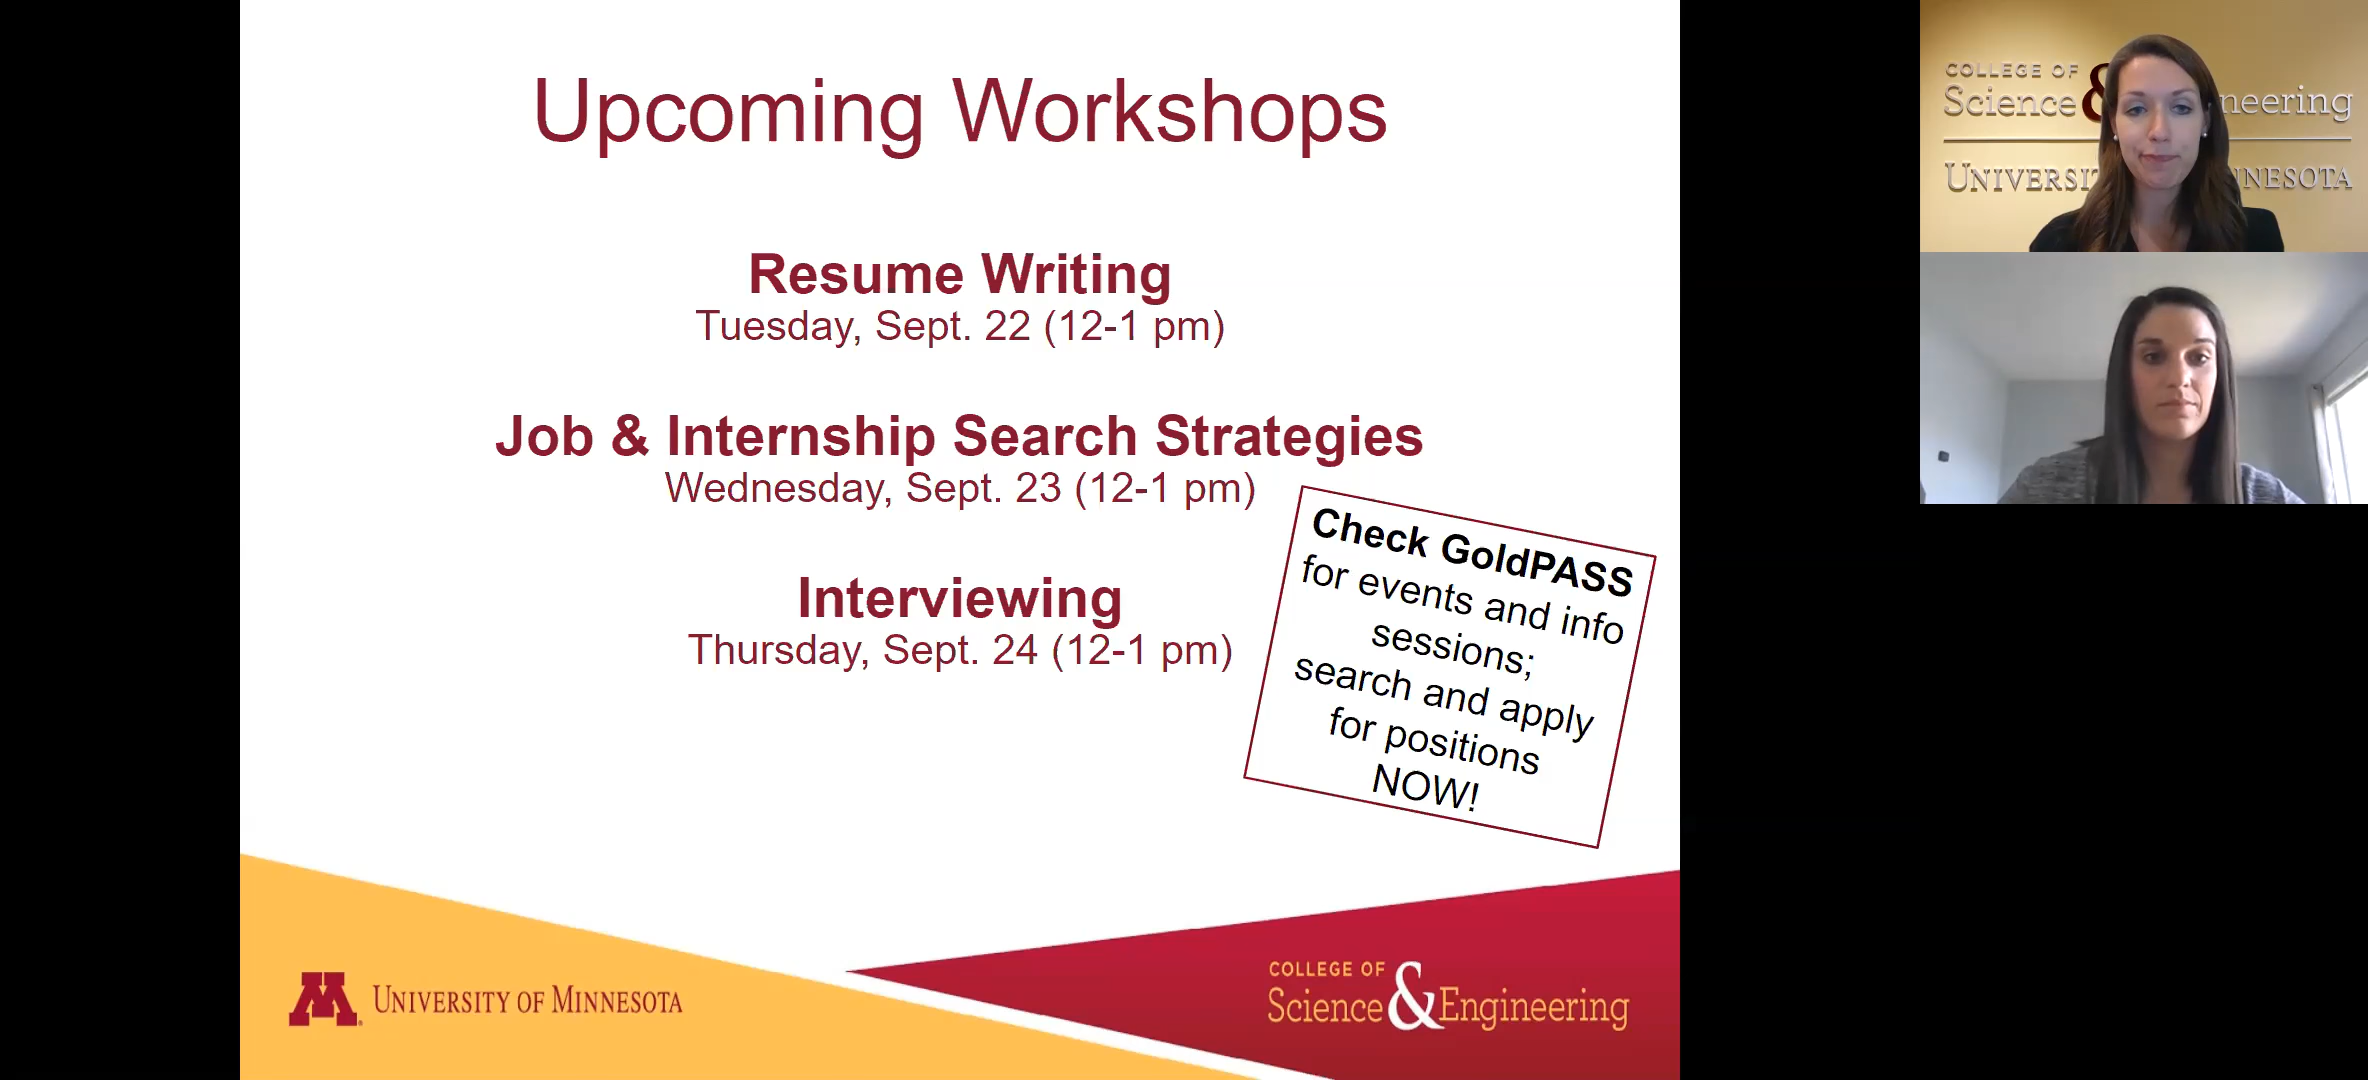 Upcoming Workshops
Resume Writing
Tuesday, Sept. 22 (12-1 pm)
Job & Internship Search Strategies
Wednesday, Sept. 23 (12-1 pm)
Interviewing
Thursday, Sept. 24 (12-1 pm)
Check GoldPASS
for events and info
sessions;
search and apply
for positions
NOW!
M UNIVERSITY OF MINNESOTA
COLLEGE OF
Science & Engineering
COLLEGE OF
Science & neering
UNIVERSI NNESOTA